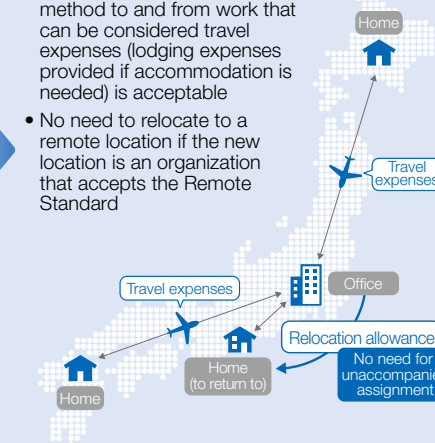 method to and from work that
can be considered travel
expenses (lodging expenses
provided if accommodation is
needed) is acceptable
• No need to relocate to a
remote location if the new
location is an organization
that accepts the Remote
Standard
Home
Travel
expenses
Travel expenses
Office
Relocation allowance
Home
(to return to)
No need for
unaccompanie
assignment
Home